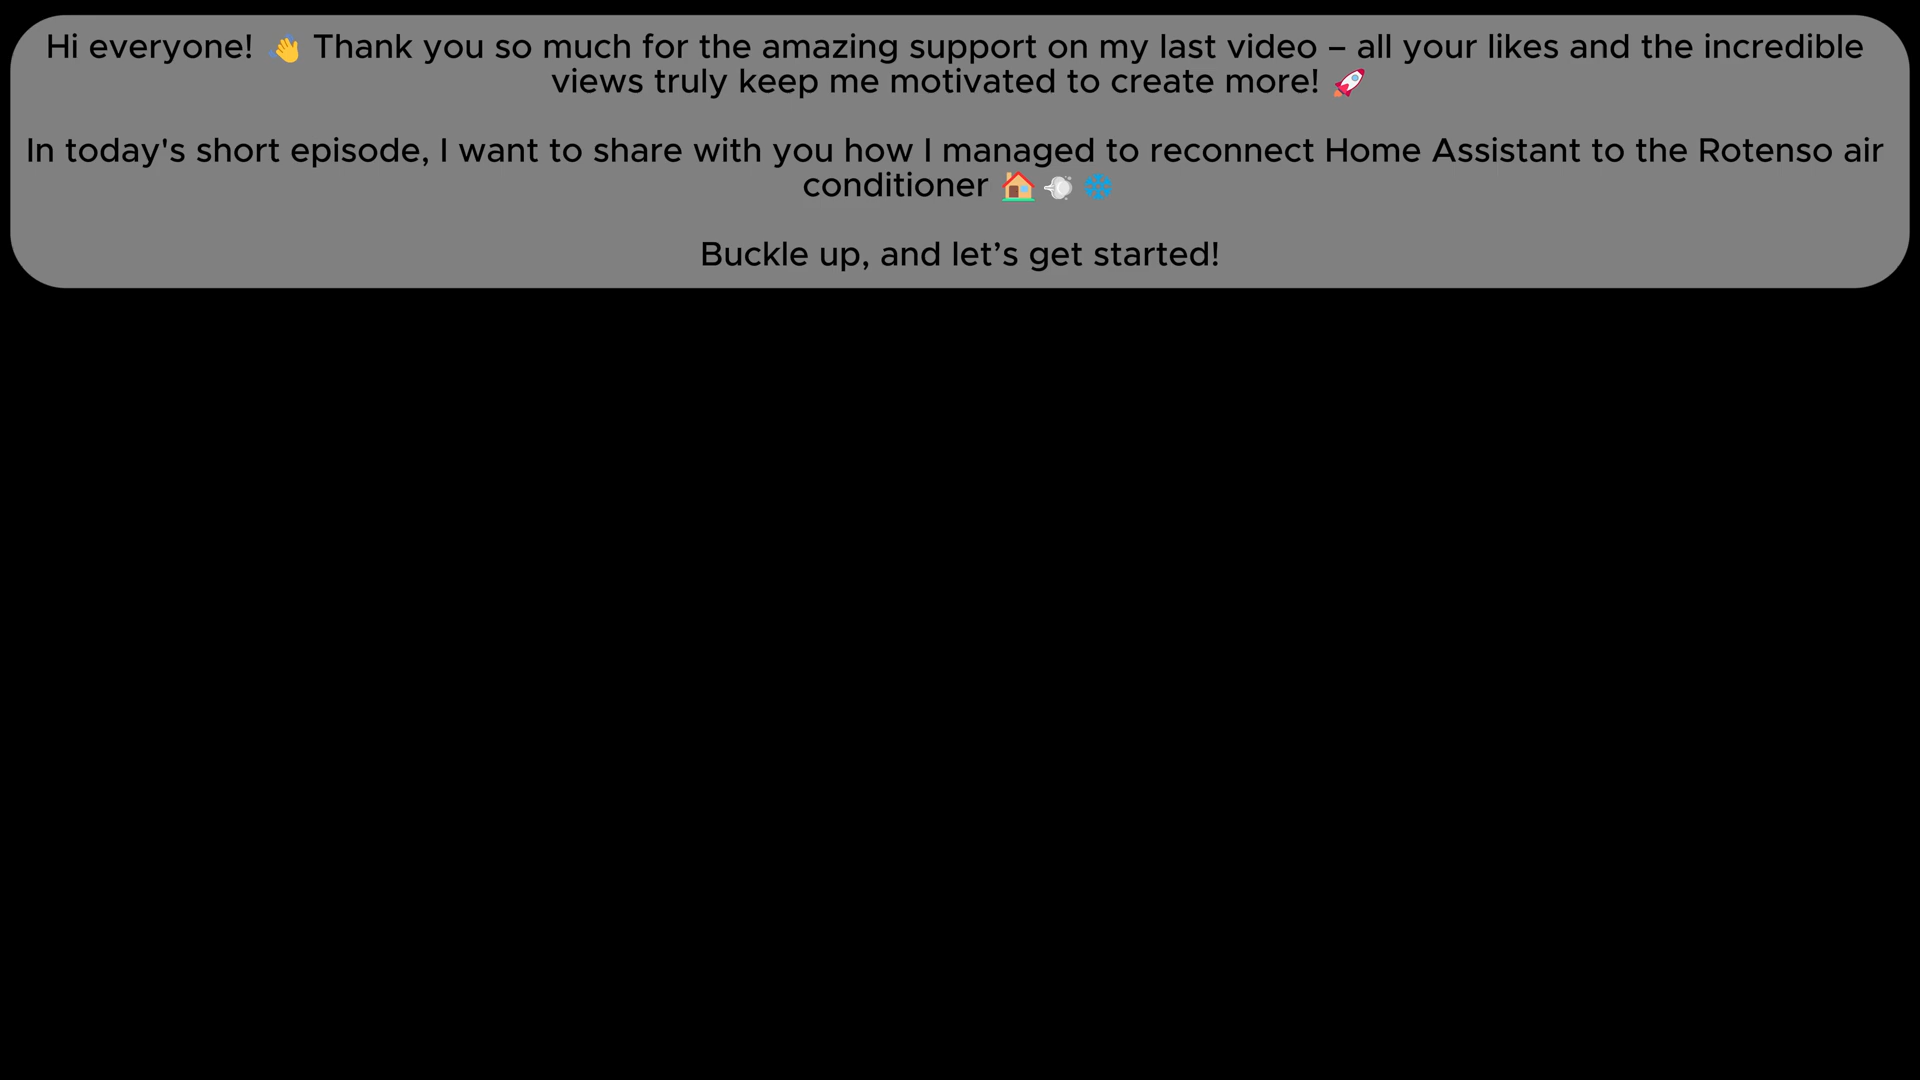 Hi everyone! 👋 Thank you so much for the amazing support on my last video – all your likes and the incredible
views truly keep me motivated to create more! 🚀
In today's short episode, I want to share with you how I managed to reconnect Home Assistant to the Rotenso air
conditioner 🏠💨❄️
Buckle up, and let’s get started!